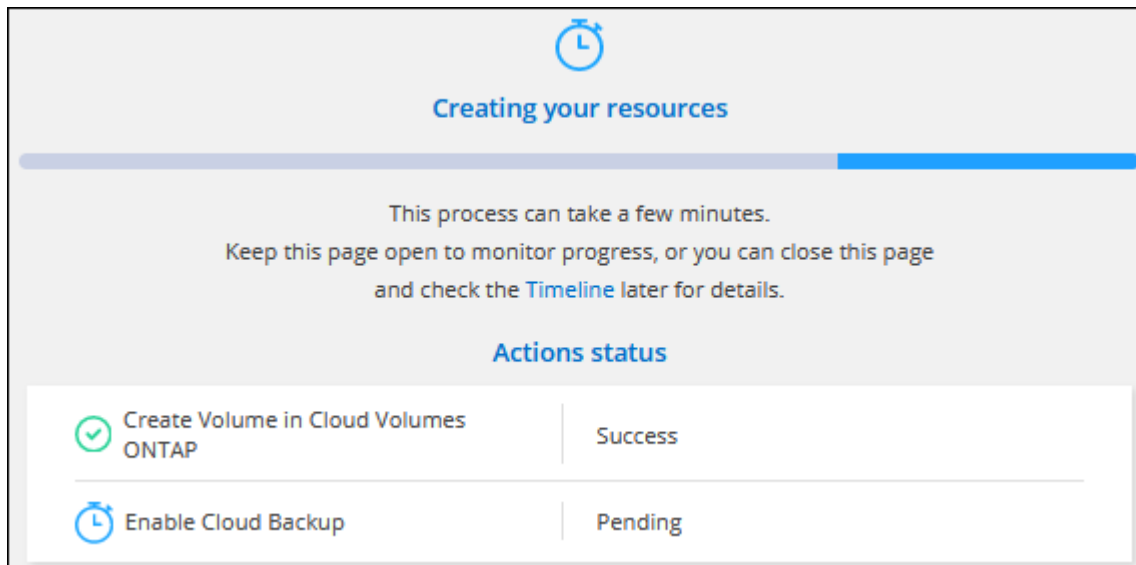 Creating your resources
This process can take a few minutes.
Keep this page open to monitor progress, or you can close this page
and check the Timeline later for details.
Actions status
Create Volume in Cloud Volumes
ONTAP
Success
Enable Cloud Backup
Pending